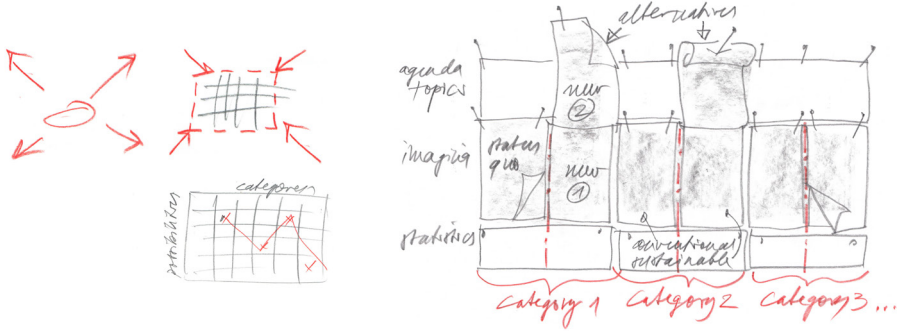 alternatives
agenda
topics
new
2
imaging
status
quo
new
1
categories
attributes
statistics
conventional
sustainable
Category 1
Category 2
Category 3 ...